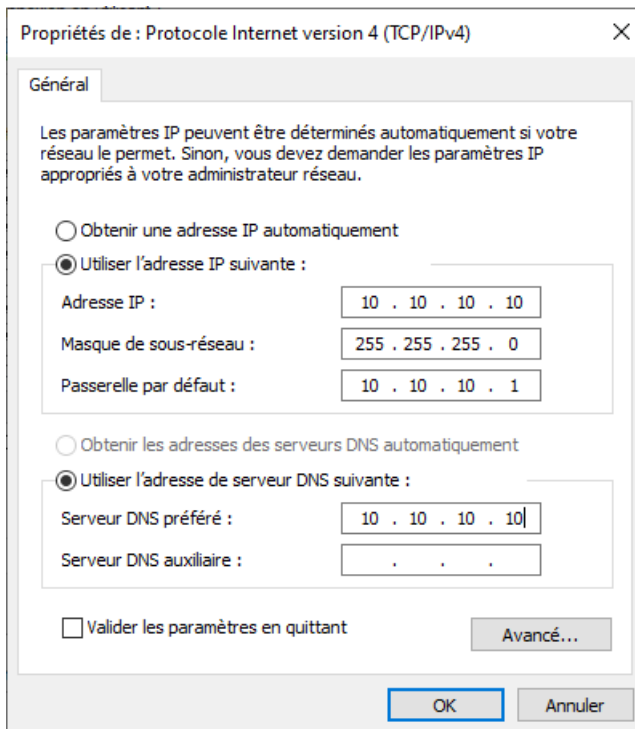 Propriétés de : Protocole Internet version 4 (TCP/IPv4)
Général
Les paramètres IP peuvent être déterminés automatiquement si votre
réseau le permet. Sinon, vous devez demander les paramètres IP
appropriés à votre administrateur réseau.
Obtenir une adresse IP automatiquement
Utiliser l'adresse IP suivante :
Adresse IP : 10 . 10 . 10 . 10
Masque de sous-réseau : 255 . 255 . 255 . 0
Passerelle par défaut : 10 . 10 . 10 . 1
Obtenir les adresses des serveurs DNS automatiquement
Utiliser l'adresse de serveur DNS suivante :
Serveur DNS préféré : 10 . 10 . 10 . 10
Serveur DNS auxiliaire : . . .
Valider les paramètres en quittant
Avancé...
OK Annuler